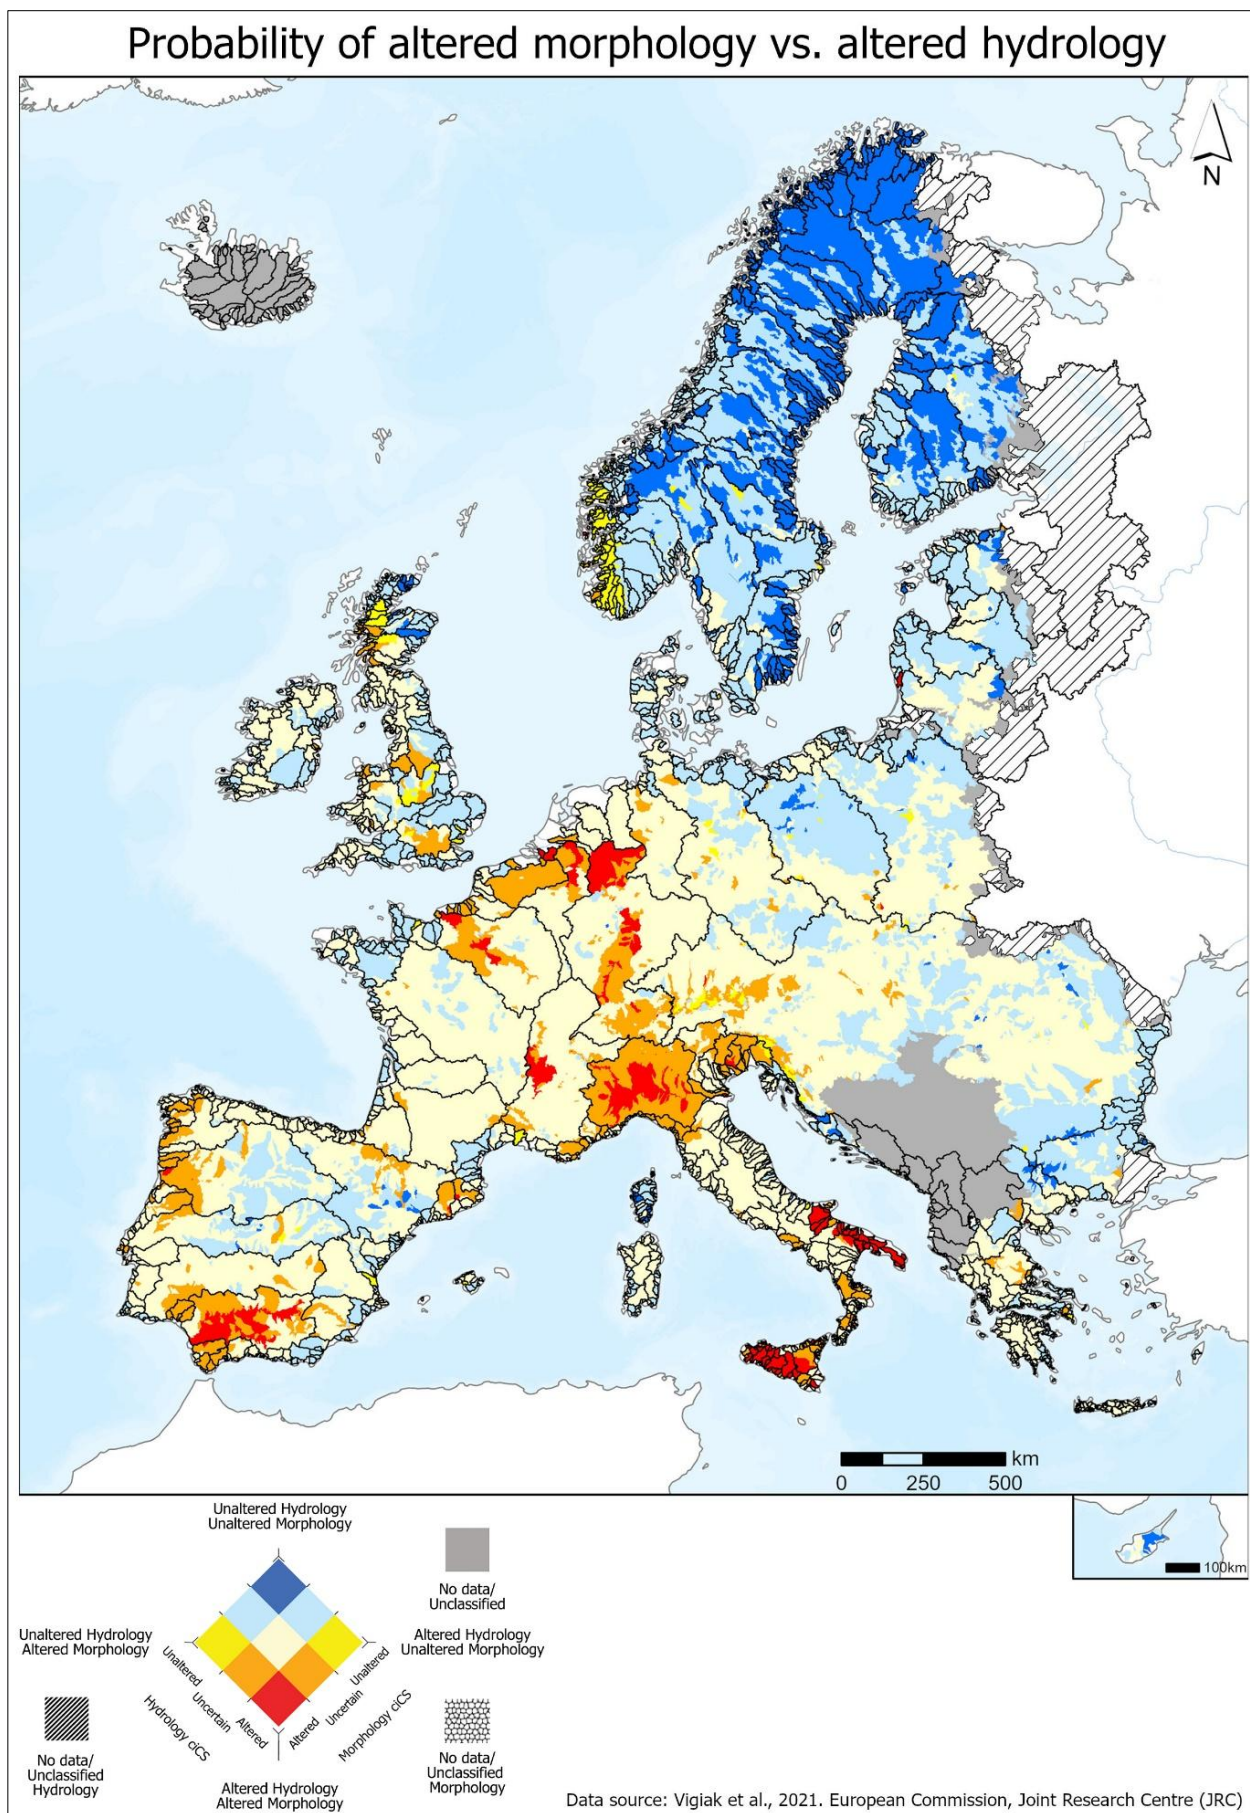 Probability of altered morphology vs. altered hydrology
N
km
0 250 500
100km
Unaltered Hydrology
Unaltered Morphology
No data/
Unclassified
Unaltered Hydrology
Altered Morphology
Altered Hydrology
Unaltered Morphology
Unaltered
Uncertain
Altered
Hydrology ciCS
Altered
Uncertain
Unaltered
Morphology ciCS
No data/
Unclassified
Hydrology
No data/
Unclassified
Morphology
Altered Hydrology
Altered Morphology
Data source: Vigiak et al., 2021. European Commission, Joint Research Centre (JRC)